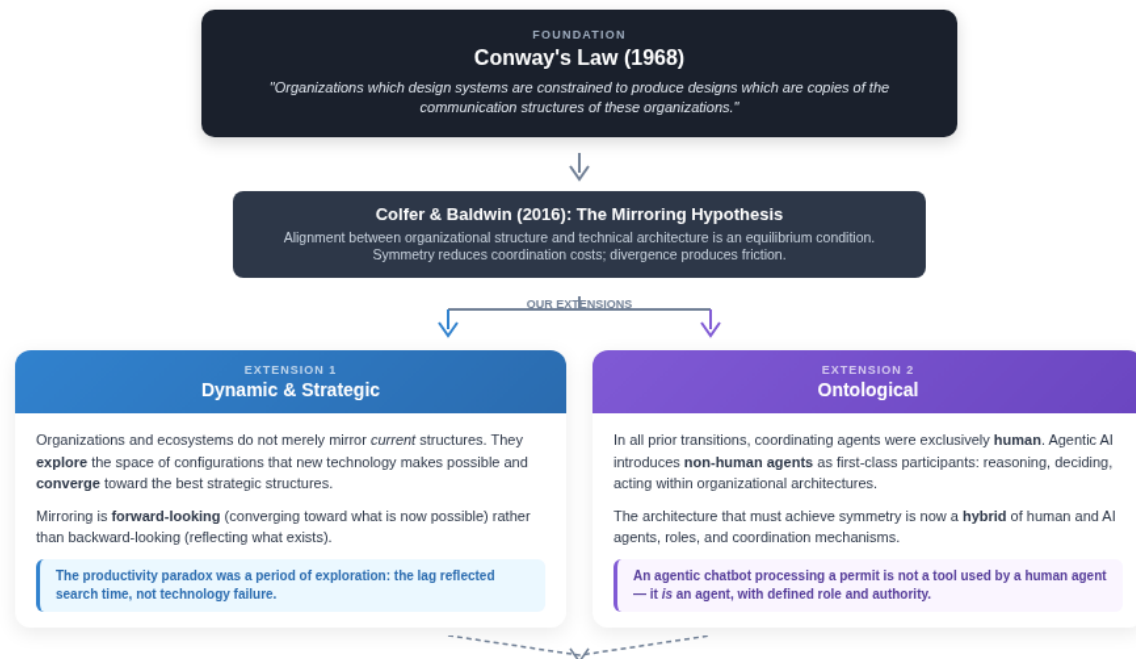 FOUNDATION
Conway's Law (1968)
"Organizations which design systems are constrained to produce designs which are copies of the
communication structures of these organizations."
Colfer & Baldwin (2016): The Mirroring Hypothesis
Alignment between organizational structure and technical architecture is an equilibrium condition.
Symmetry reduces coordination costs; divergence produces friction.
OUR EXTENSIONS
EXTENSION 1
Dynamic & Strategic
Organizations and ecosystems do not merely mirror current structures. They
explore the space of configurations that new technology makes possible and
converge toward the best strategic structures.
Mirroring is forward-looking (converging toward what is now possible) rather
than backward-looking (reflecting what exists).
The productivity paradox was a period of exploration: the lag reflected
search time, not technology failure.
EXTENSION 2
Ontological
In all prior transitions, coordinating agents were exclusively human. Agentic AI
introduces non-human agents as first-class participants: reasoning, deciding,
acting within organizational architectures.
The architecture that must achieve symmetry is now a hybrid of human and AI
agents, roles, and coordination mechanisms.
An agentic chatbot processing a permit is not a tool used by a human agent
— it is an agent, with defined role and authority.